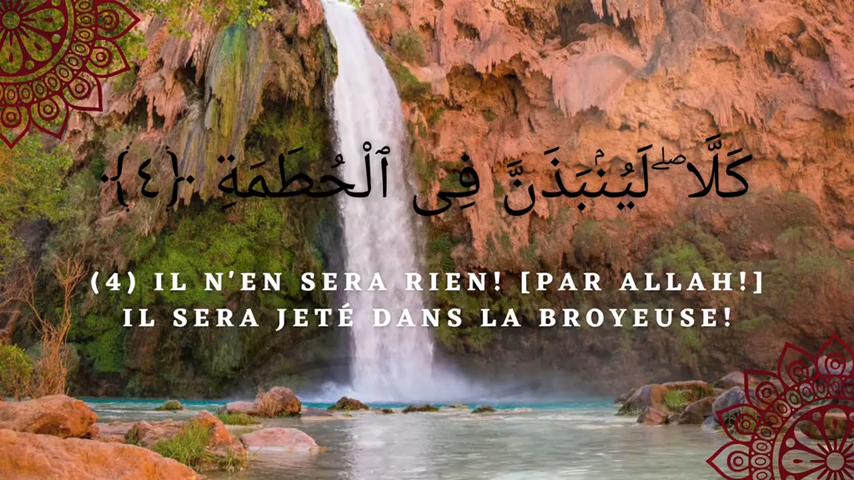 كَلَّا ۖ لَيُنۢبَذَنَّ فِى ٱلْحُطَمَةِ ﴿٤﴾
(4) IL N'EN SERA RIEN! [PAR ALLAH!]
IL SERA JETÉ DANS LA BROYEUSE!